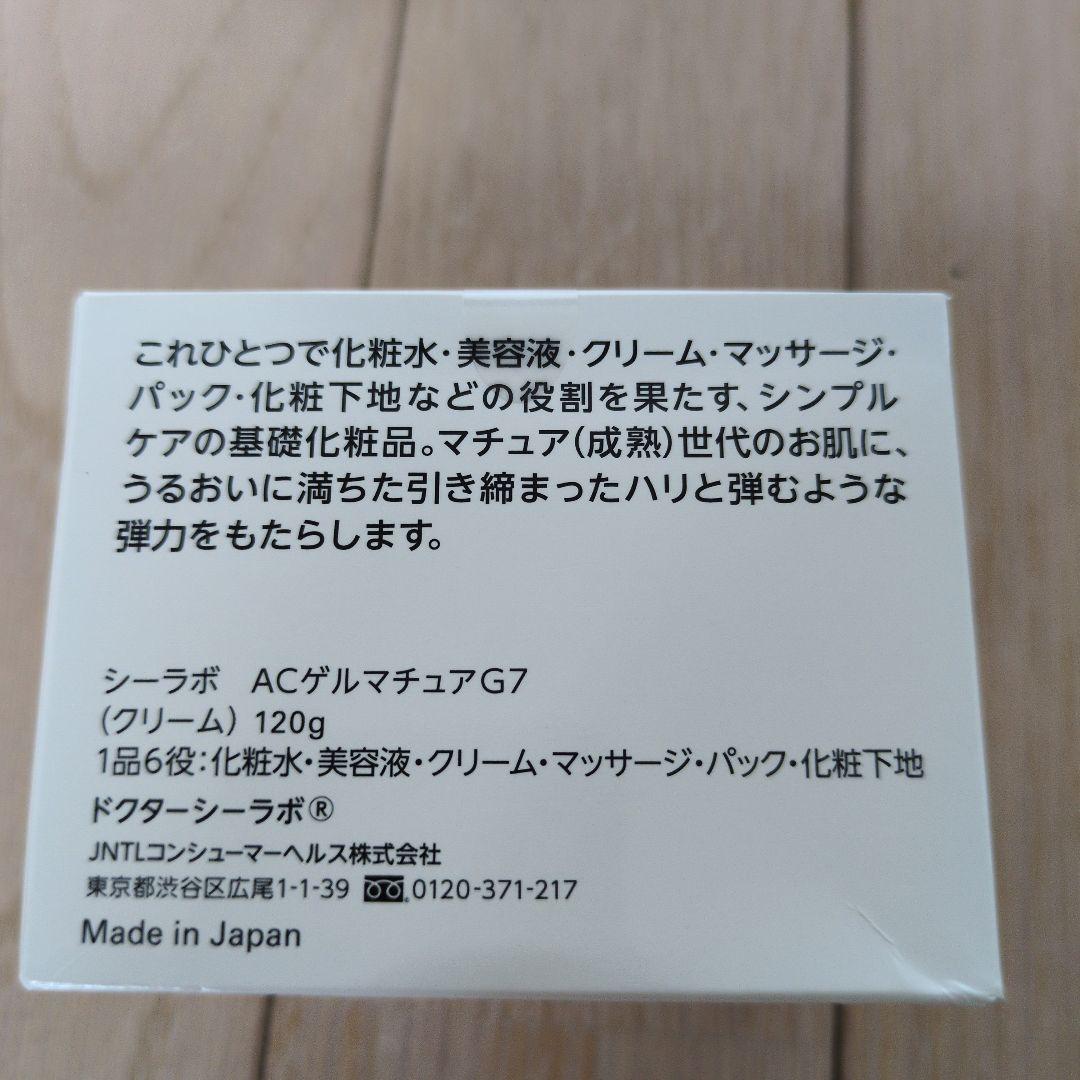 これひとつで化粧水・美容液・クリーム・マッサージ・
パック・化粧下地などの役割を果たす、シンプル
ケアの基礎化粧品。マチュア(成熟)世代のお肌に、
うるおいに満ちた引き締まったハリと弾むような
弾力をもたらします。
シーラボ　ACゲルマチュアG7
（クリーム）120g
1品6役：化粧水・美容液・クリーム・マッサージ・パック・化粧下地
ドクターシーラボ®
JNTLコンシューマーヘルス株式会社
東京都渋谷区広尾1-1-39 0120-371-217
Made in Japan